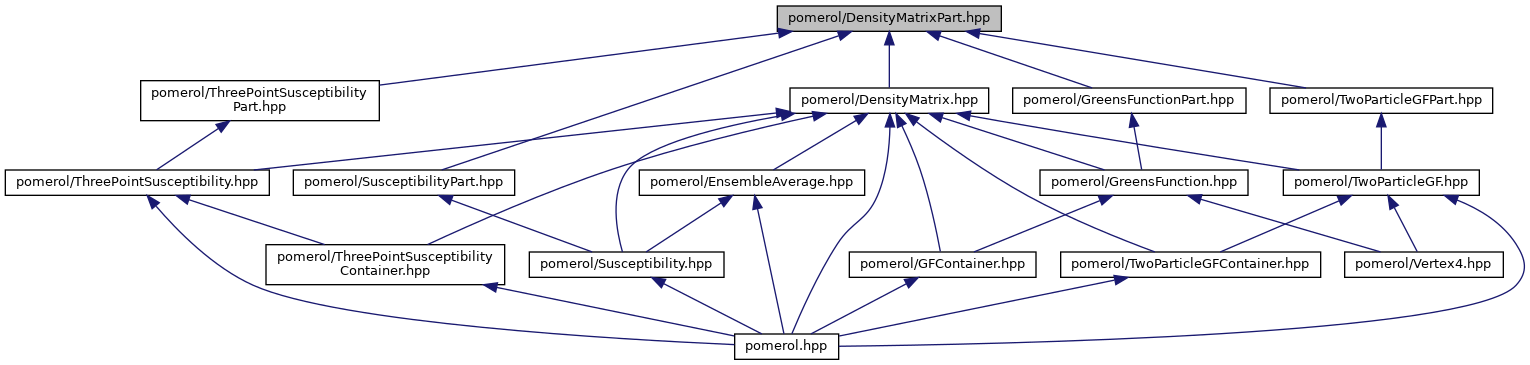 pomerol/DensityMatrixPart.hpp
pomerol/ThreePointSusceptibility
Part.hpp
pomerol/DensityMatrix.hpp
pomerol/GreensFunctionPart.hpp
pomerol/TwoParticleGFPart.hpp
pomerol/ThreePointSusceptibility.hpp
pomerol/SusceptibilityPart.hpp
pomerol/EnsembleAverage.hpp
pomerol/GreensFunction.hpp
pomerol/TwoParticleGF.hpp
pomerol/ThreePointSusceptibility
Container.hpp
pomerol/Susceptibility.hpp
pomerol/GFContainer.hpp
pomerol/TwoParticleGFContainer.hpp
pomerol/Vertex4.hpp
pomerol.hpp